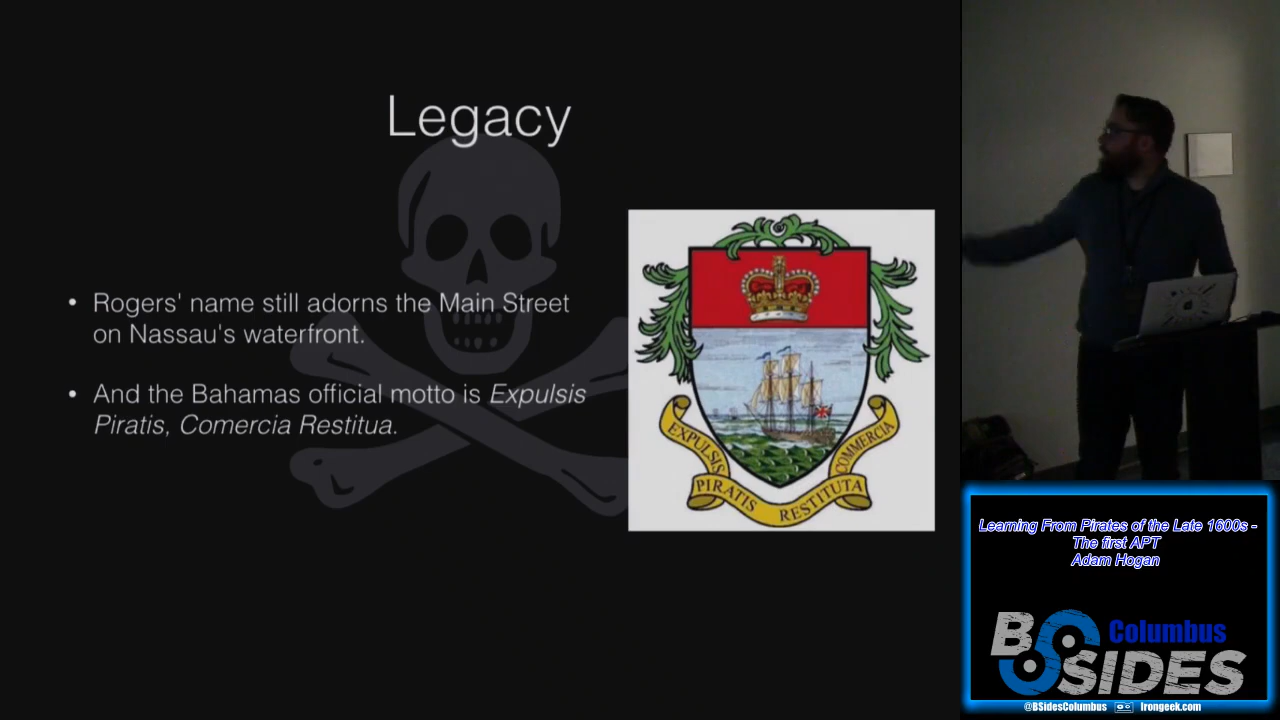 Legacy
• Rogers' name still adorns the Main Street
on Nassau's waterfront.
• And the Bahamas official motto is Expulsis
Piratis, Comercia Restitua.
EXPULSIS
PIRATIS
RESTITUTA
COMMERCIA
Learning From Pirates of the Late 1600s -
The first APT
Adam Hogan
BSIDES
Columbus
@BSidesColumbus Irongeek.com